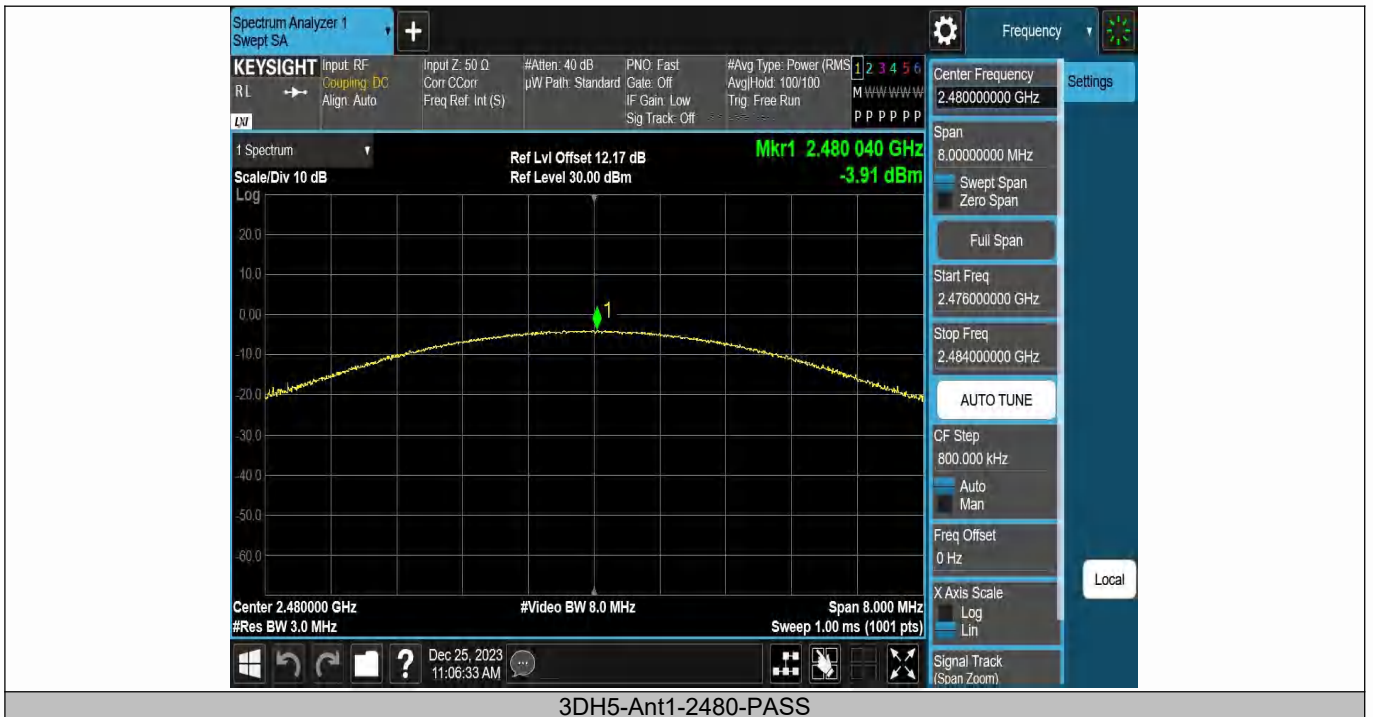 Spectrum Analyzer 1
Swept SA
+
Frequency
KEYSIGHT
RL
LXI
Input: RF
Coupling: DC
Align: Auto
Input Z: 50 Ω
Corr CCorr
Freq Ref: Int (S)
#Atten: 40 dB
µW Path: Standard
PNO: Fast
Gate: Off
IF Gain: Low
Sig Track: Off
#Avg Type: Power (RMS
Avg|Hold: 100/100
Trig: Free Run
1 2 3 4 5 6
M W W W W W
P P P P P P
1 Spectrum
Scale/Div 10 dB
Log
Ref Lvl Offset 12.17 dB
Ref Level 30.00 dBm
Mkr1 2.480 040 GHz
-3.91 dBm
20.0
10.0
0.00
-10.0
-20.0
-30.0
-40.0
-50.0
-60.0
1
Center 2.480000 GHz
#Res BW 3.0 MHz
#Video BW 8.0 MHz
Span 8.000 MHz
Sweep 1.00 ms (1001 pts)
Center Frequency
2.480000000 GHz
Settings
Span
8.00000000 MHz
Swept Span
Zero Span
Full Span
Start Freq
2.476000000 GHz
Stop Freq
2.484000000 GHz
AUTO TUNE
CF Step
800.000 kHz
Auto
Man
Freq Offset
0 Hz
Local
X Axis Scale
Log
Lin
Signal Track
(Span Zoom)
?
Dec 25, 2023
11:06:33 AM
3DH5-Ant1-2480-PASS